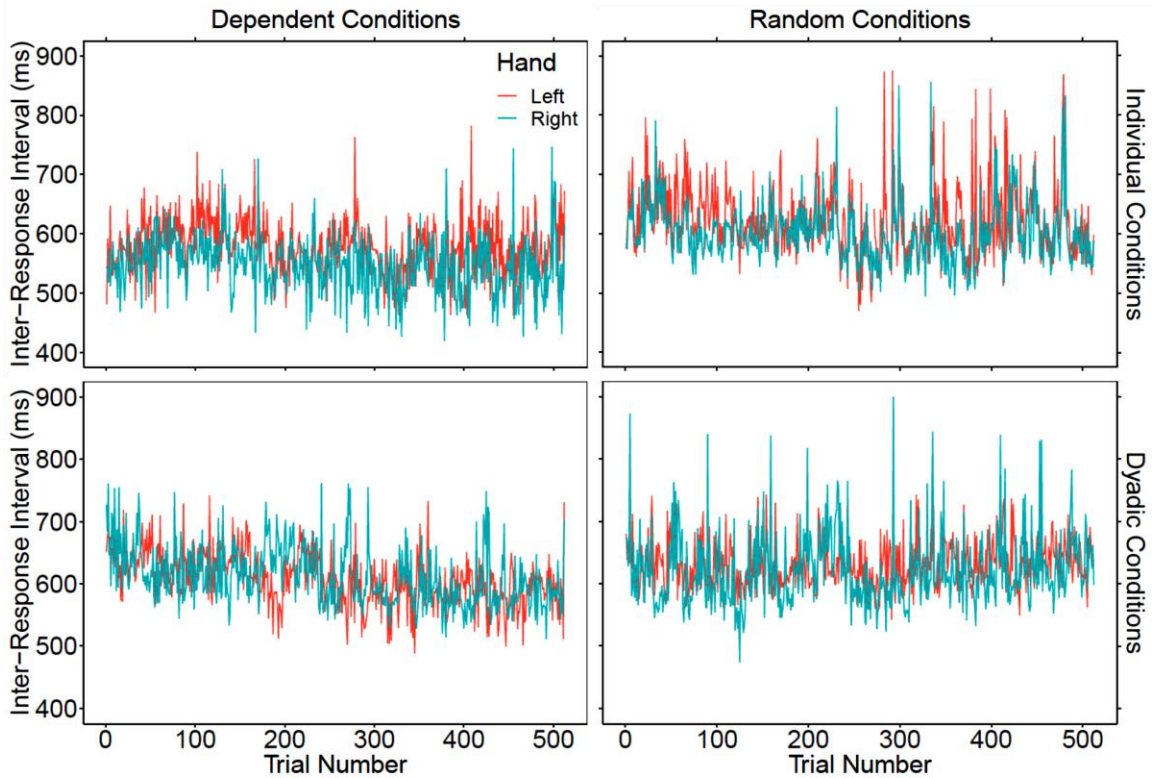 Dependent Conditions
Random Conditions
Inter−Response Interval (ms)
900
800
700
600
500
400
Hand
Left
Right
Individual Conditions
Inter−Response Interval (ms)
900
800
700
600
500
400
Dyadic Conditions
0 100 200 300 400 500
0 100 200 300 400 500
Trial Number
Trial Number